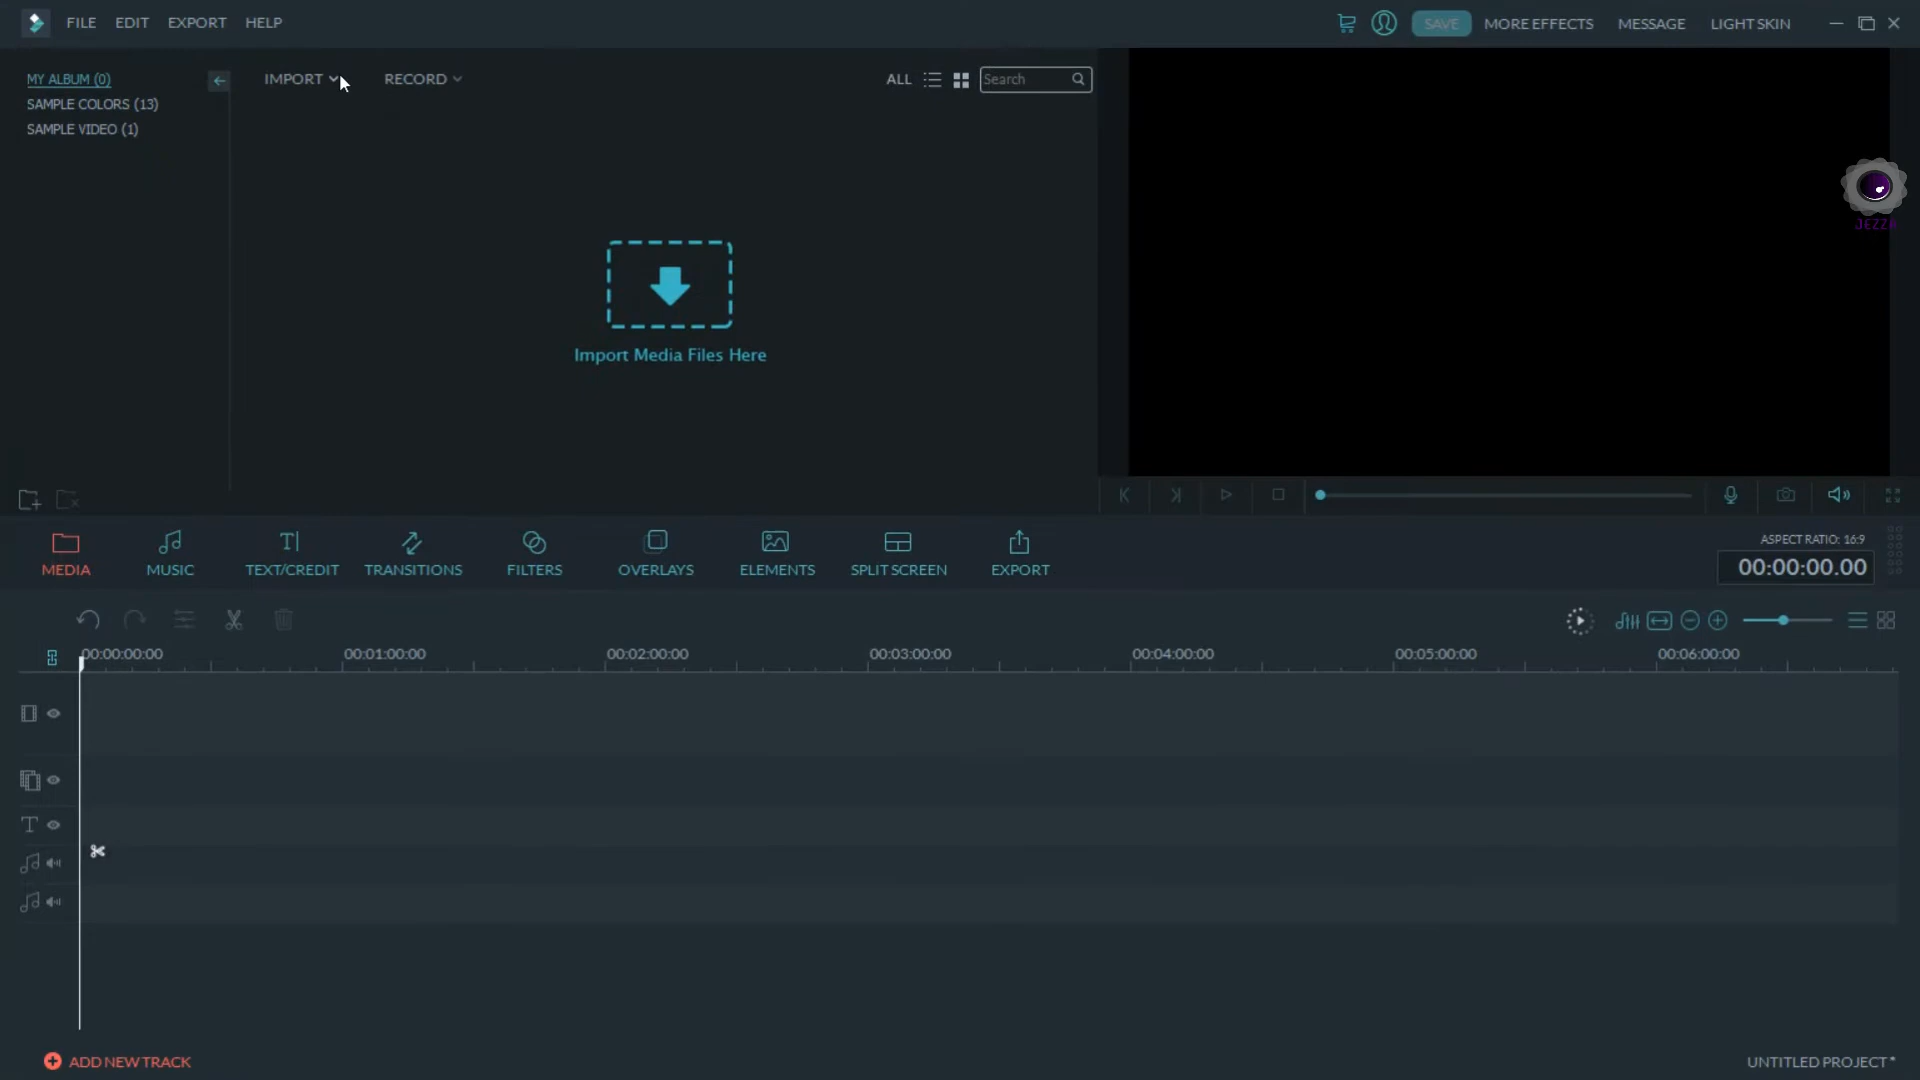 FILE EDIT EXPORT HELP
SAVE MORE EFFECTS MESSAGE LIGHT SKIN
MY ALBUM (0)
SAMPLE COLORS (13)
SAMPLE VIDEO (1)
IMPORT RECORD ALL Search
Import Media Files Here
JEZZA
MEDIA MUSIC TEXT/CREDIT TRANSITIONS FILTERS OVERLAYS ELEMENTS SPLIT SCREEN EXPORT
ASPECT RATIO: 16:9
00:00:00.00
00:00:00:00 00:01:00:00 00:02:00:00 00:03:00:00 00:04:00:00 00:05:00:00 00:06:00:00
ADD NEW TRACK
UNTITLED PROJECT *